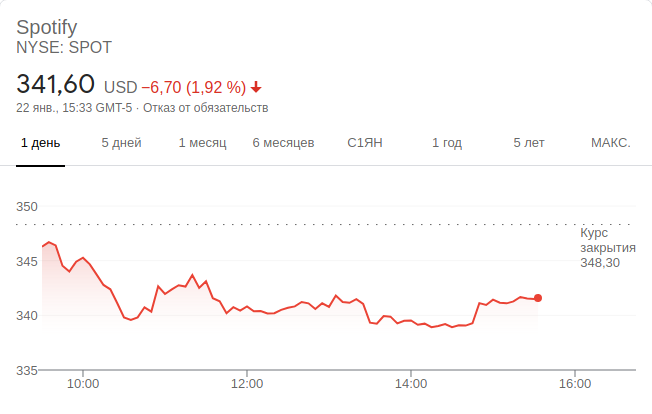 Spotify
NYSE: SPOT
341,60 USD −6,70 (1,92 %)
22 янв., 15:33 GMT-5 · Отказ от обязательств
1 день 5 дней 1 месяц 6 месяцев С1ЯН 1 год 5 лет МАКС.
350
Курс
закрытия
348,30
345
340
335
10:00 12:00 14:00 16:00